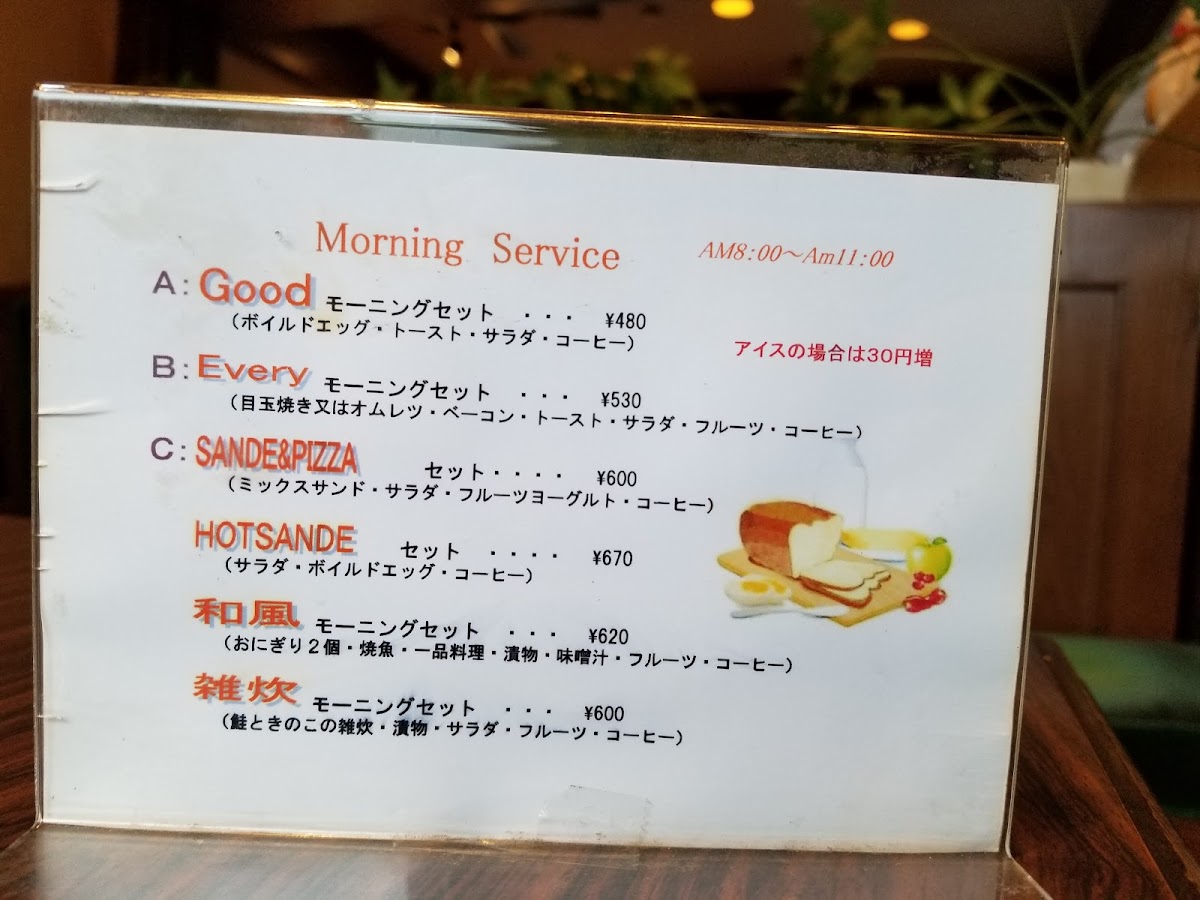 Morning Service AM8:00～Am11:00
A:Good モーニングセット ・・・ ¥480
（ボイルドエッグ・トースト・サラダ・コーヒー）
アイスの場合は30円増
B:Every モーニングセット ・・・ ¥530
（目玉焼き又はオムレツ・ベーコン・トースト・サラダ・フルーツ・コーヒー）
C:SANDE&PIZZA セット・・・・ ¥600
（ミックスサンド・サラダ・フルーツヨーグルト・コーヒー）
HOTSANDE セット ・・・・ ¥670
（サラダ・ボイルドエッグ・コーヒー）
和風 モーニングセット ・・・ ¥620
（おにぎり２個・焼魚・一品料理・漬物・味噌汁・フルーツ・コーヒー）
雑炊 モーニングセット ・・・ ¥600
（鮭ときのこの雑炊・漬物・サラダ・フルーツ・コーヒー）